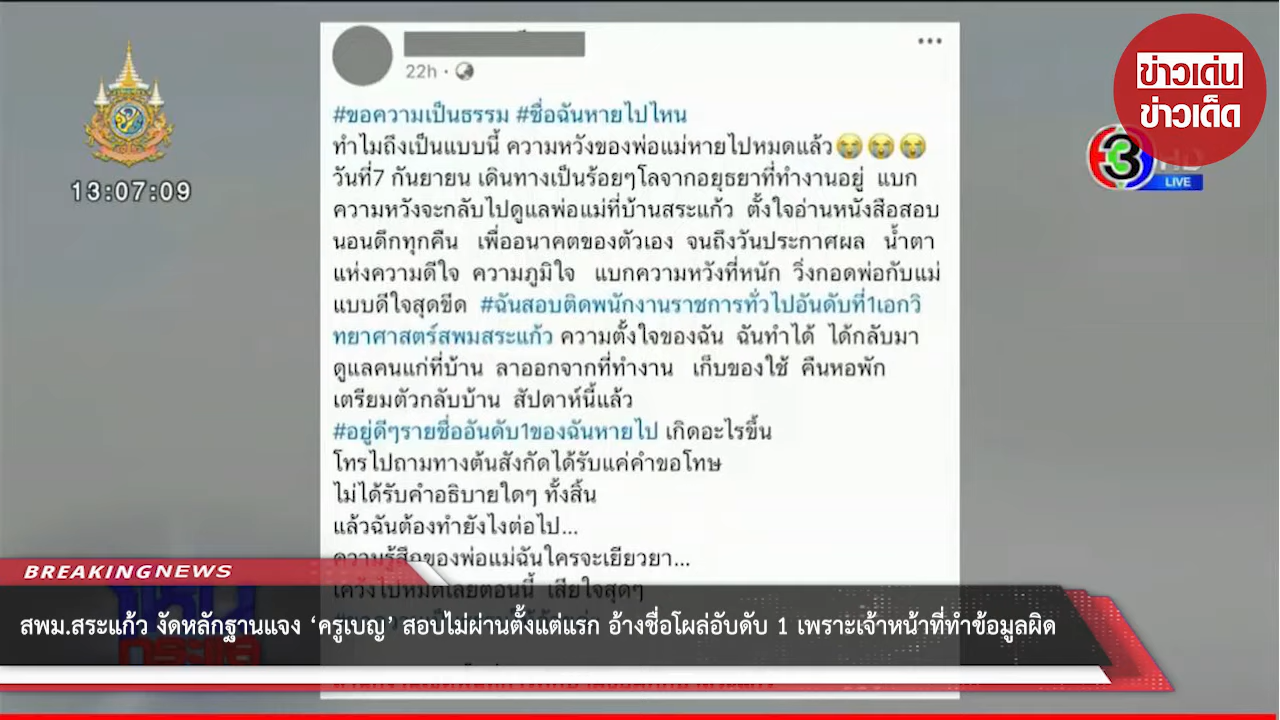 ข่าวเด่น
ข่าวเด็ด
3 HD
LIVE
13:07:09
22h
#ขอความเป็นธรรม #ชื่อฉันหายไปไหน
ทำไมถึงเป็นแบบนี้ ความหวังของพ่อแม่หายไปหมดแล้ว😭😭😭
วันที่7 กันยายน เดินทางเป็นร้อยๆโลจากอยุธยาที่ทำงานอยู่ แบก
ความหวังจะกลับไปดูแลพ่อแม่ที่บ้านสระแก้ว ตั้งใจอ่านหนังสือสอบ
นอนดึกทุกคืน เพื่ออนาคตของตัวเอง จนถึงวันประกาศผล น้ำตา
แห่งความดีใจ ความภูมิใจ แบกความหวังที่หนัก วิ่งกอดพ่อกับแม่
แบบดีใจสุดขีด #ฉันสอบติดพนักงานราชการทั่วไปอันดับที่1เอกวิ
ทยาศาสตร์สพมสระแก้ว ความตั้งใจของฉัน ฉันทำได้ ได้กลับมา
ดูแลคนแก่ที่บ้าน ลาออกจากที่ทำงาน เก็บของใช้ คืนหอพัก
เตรียมตัวกลับบ้าน สัปดาห์นี้แล้ว
#อยู่ดีๆรายชื่ออันดับ1ของฉันหายไป เกิดอะไรขึ้น
โทรไปถามทางต้นสังกัดได้รับแค่คำขอโทษ
ไม่ได้รับคำอธิบายใดๆ ทั้งสิ้น
แล้วฉันต้องทำยังไงต่อไป...
ความรู้สึกของพ่อแม่ฉันใครจะเยียวยา...
เคว้งไปหมดเลยตอนนี้ เสียใจสุดๆ
BREAKING NEWS
สพม.สระแก้ว งัดหลักฐานแจง ‘ครูเบญ’ สอบไม่ผ่านตั้งแต่แรก อ้างชื่อโผล่อับดับ 1 เพราะเจ้าหน้าที่ทำข้อมูลผิด